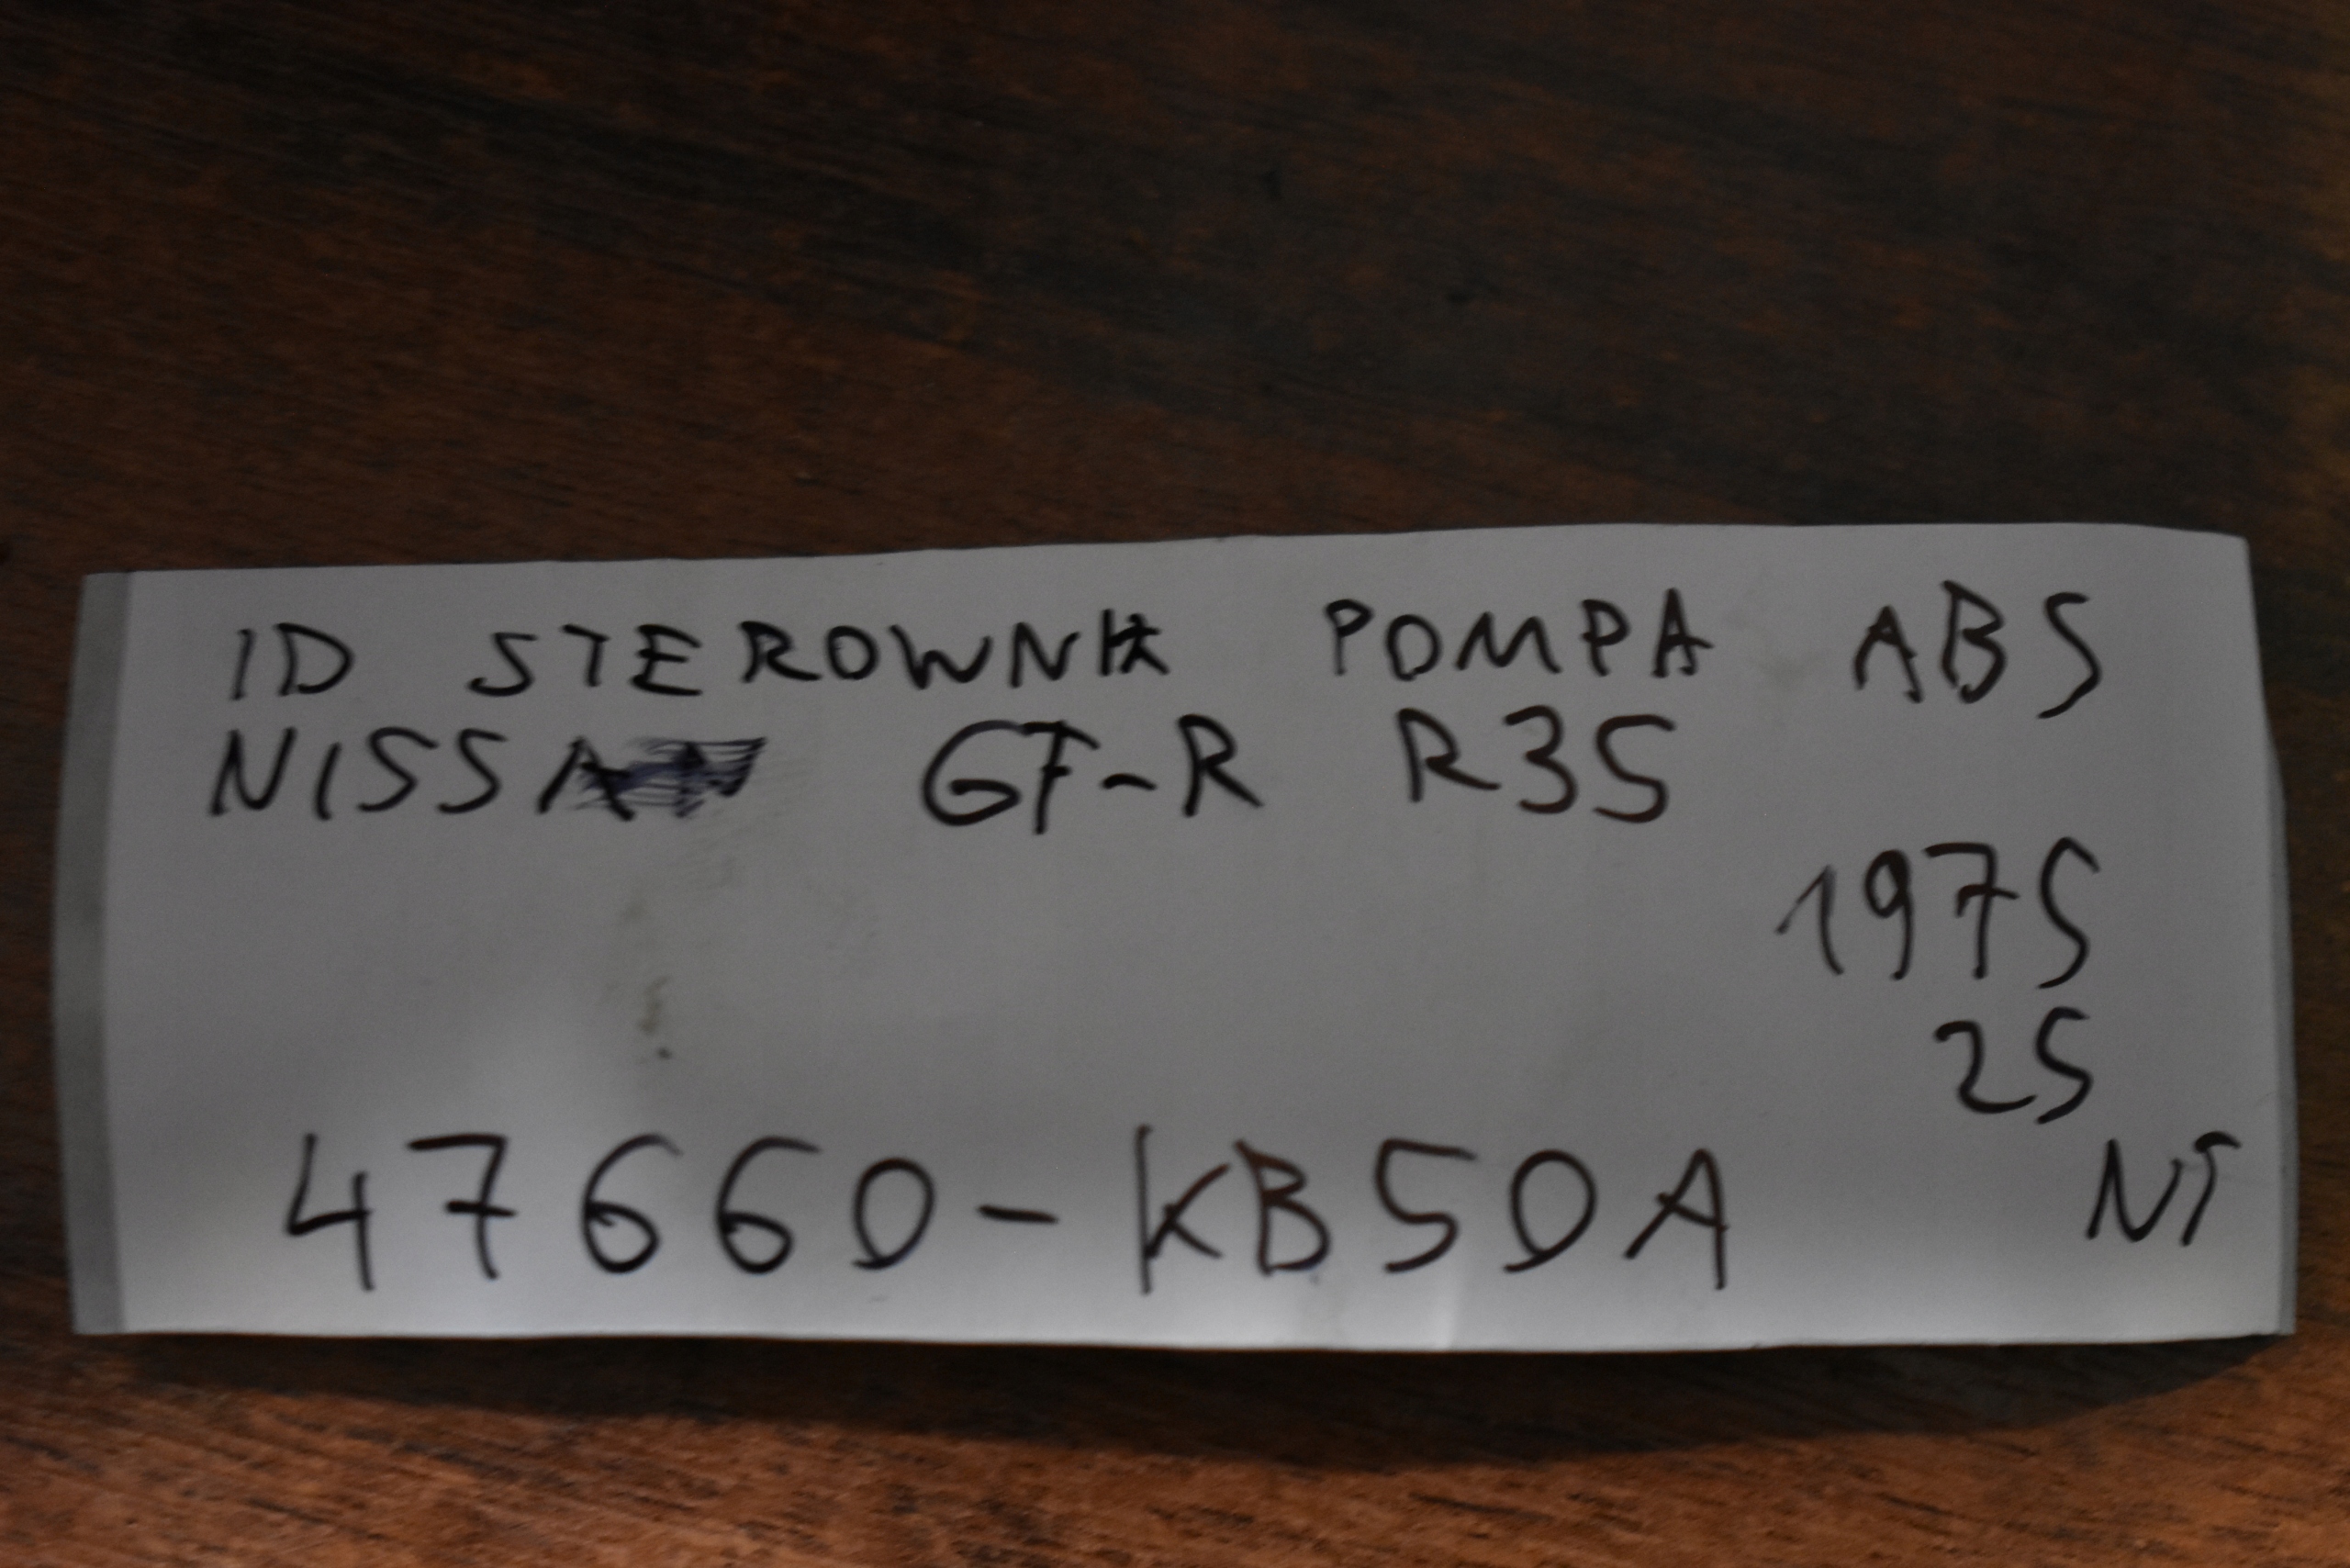 ID STEROWNIK POMPA ABS
NISSAN GT-R R35
1975
25
NT
47660-KB50A